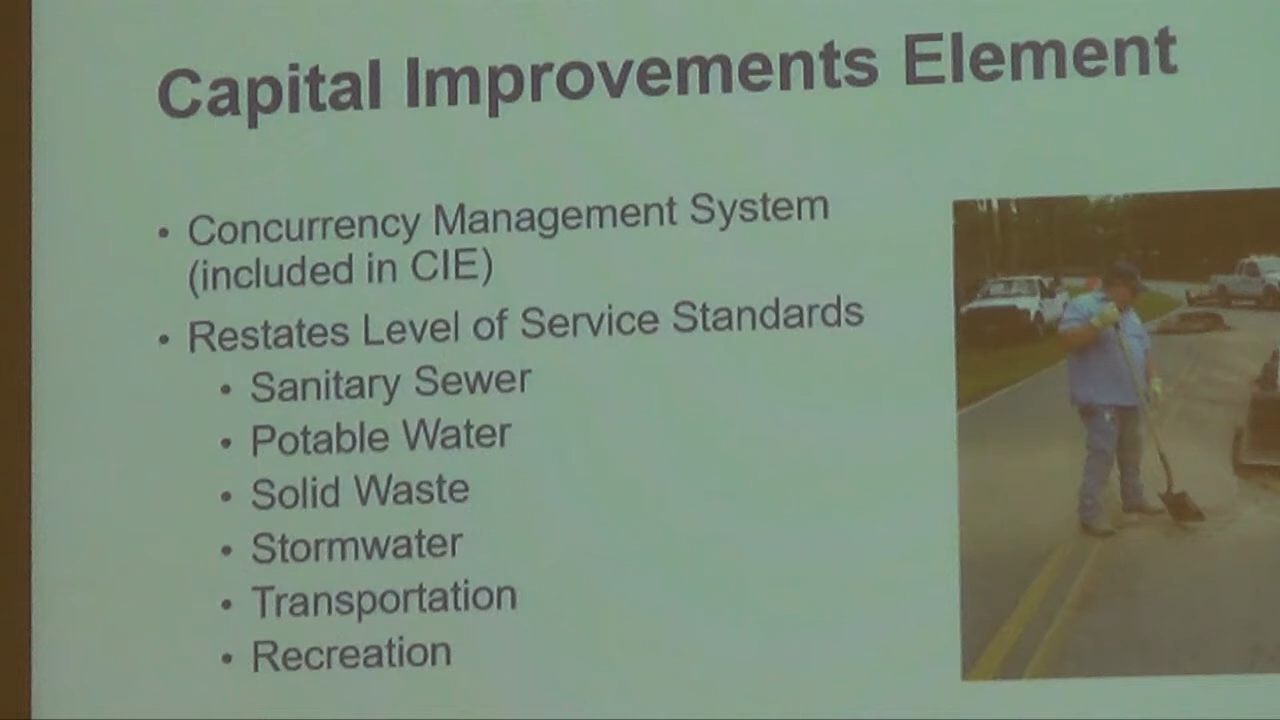 Capital Improvements Element
• Concurrency Management System
(included in CIE)
• Restates Level of Service Standards
• Sanitary Sewer
• Potable Water
• Solid Waste
• Stormwater
• Transportation
• Recreation